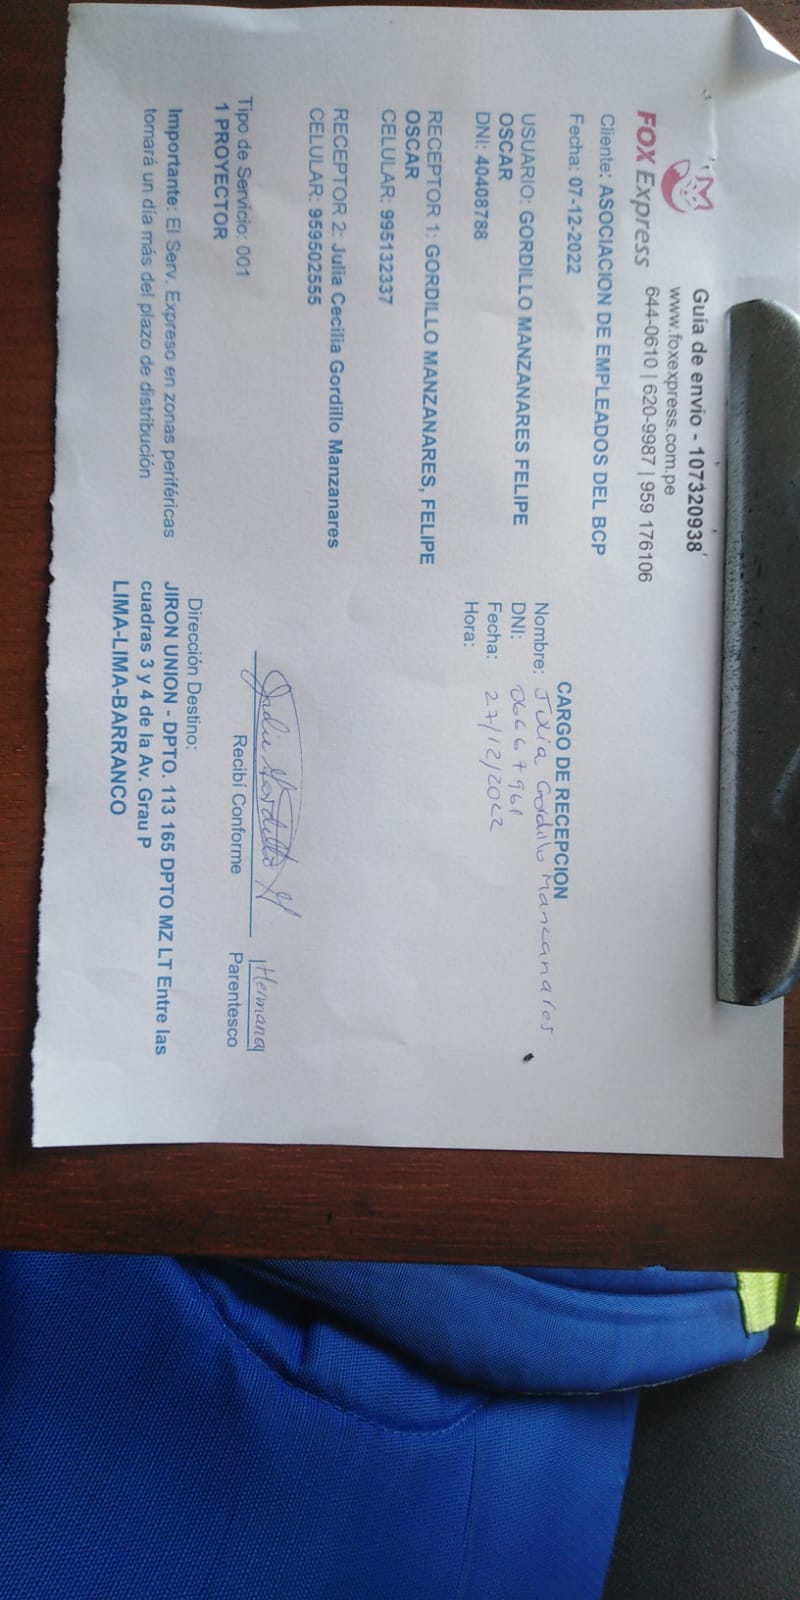 FOX Express
Guía de envio - 107320938
www.foxexpress.com.pe
644-0610 | 620-9987 | 959 176106
Cliente: ASOCIACION DE EMPLEADOS DEL BCP
Fecha: 07-12-2022
USUARIO: GORDILLO MANZANARES FELIPE
OSCAR
DNI: 40408788
RECEPTOR 1: GORDILLO MANZANARES, FELIPE
OSCAR
CELULAR: 995132337
RECEPTOR 2: Julia Cecilia Gordillo Manzanares
CELULAR: 959502555
Tipo de Servicio: 001
1 PROYECTOR
Importante: El Serv. Expreso en zonas periféricas
tomará un día más del plazo de distribución
CARGO DE RECEPCION
Nombre: Julia Gordillo Manzanares
DNI: 06667961
Fecha: 27/12/2022
Hora:
Julia Gordillo M
Hermana
Recibí Conforme
Parentesco
Dirección Destino:
JIRON UNION - DPTO. 113 165 DPTO MZ LT Entre las
cuadras 3 y 4 de la Av. Grau P
LIMA-LIMA-BARRANCO